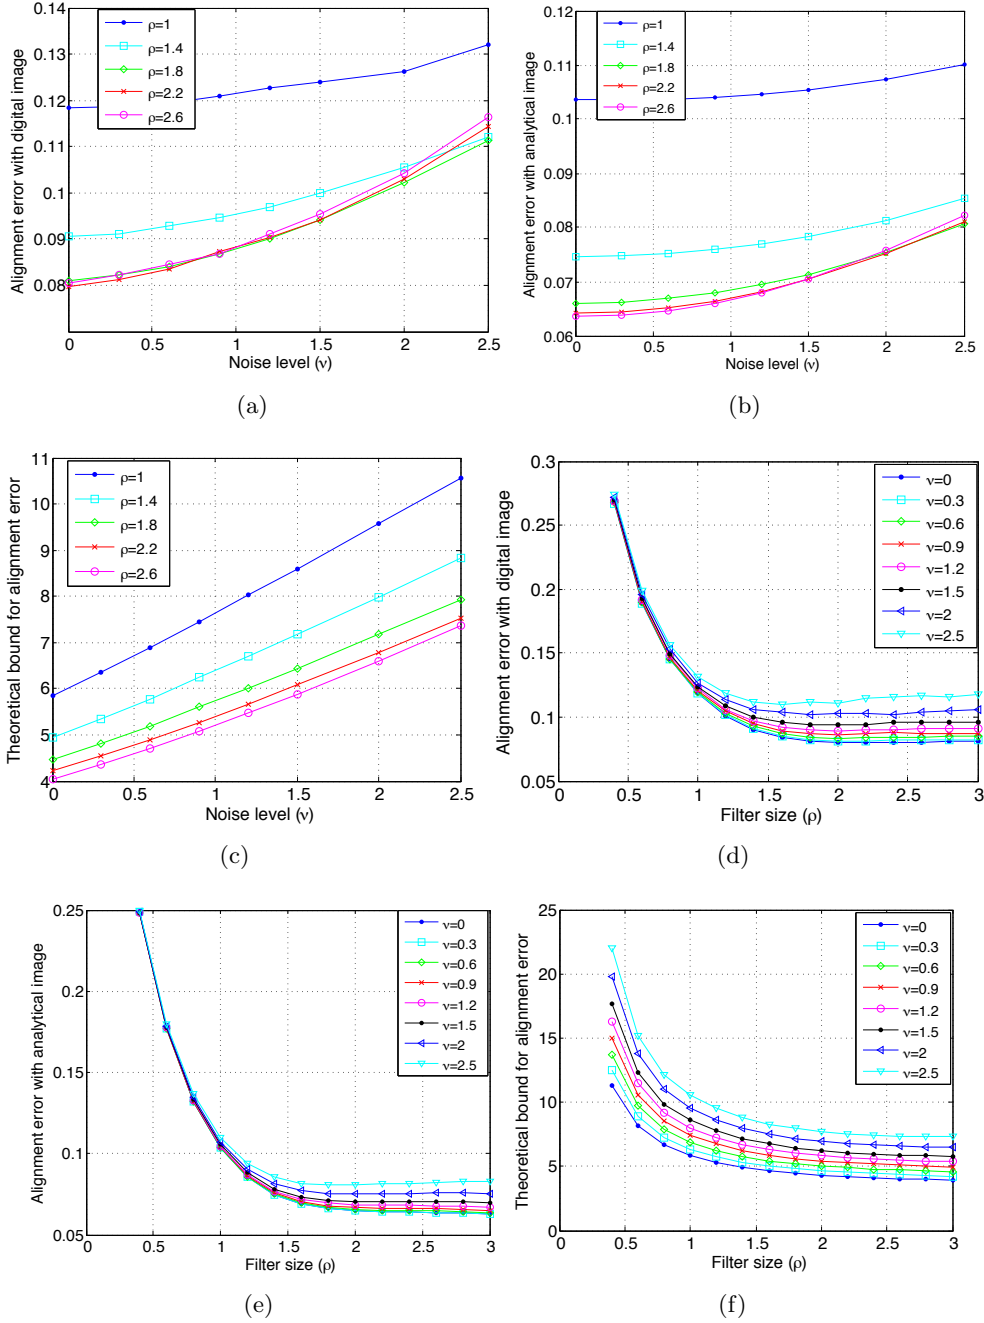 0.14
0.13
0.12
0.11
0.1
0.09
0.08
Alignment error with digital image
ρ=1
ρ=1.4
ρ=1.8
ρ=2.2
ρ=2.6
0 0.5 1 1.5 2 2.5
Noise level (ν)
(a)
0.12
0.11
0.1
0.09
0.08
0.07
0.06
Alignment error with analytical image
ρ=1
ρ=1.4
ρ=1.8
ρ=2.2
ρ=2.6
0 0.5 1 1.5 2 2.5
Noise level (ν)
(b)
11
10
9
8
7
6
5
4
Theoretical bound for alignment error
ρ=1
ρ=1.4
ρ=1.8
ρ=2.2
ρ=2.6
0 0.5 1 1.5 2 2.5
Noise level (ν)
(c)
0.3
0.25
0.2
0.15
0.1
0.05
Alignment error with digital image
ν=0
ν=0.3
ν=0.6
ν=0.9
ν=1.2
ν=1.5
ν=2
ν=2.5
0 0.5 1 1.5 2 2.5 3
Filter size (ρ)
(d)
0.25
0.2
0.15
0.1
0.05
Alignment error with analytical image
ν=0
ν=0.3
ν=0.6
ν=0.9
ν=1.2
ν=1.5
ν=2
ν=2.5
0 0.5 1 1.5 2 2.5 3
Filter size (ρ)
(e)
25
20
15
10
5
0
Theoretical bound for alignment error
ν=0
ν=0.3
ν=0.6
ν=0.9
ν=1.2
ν=1.5
ν=2
ν=2.5
0 0.5 1 1.5 2 2.5 3
Filter size (ρ)
(f)